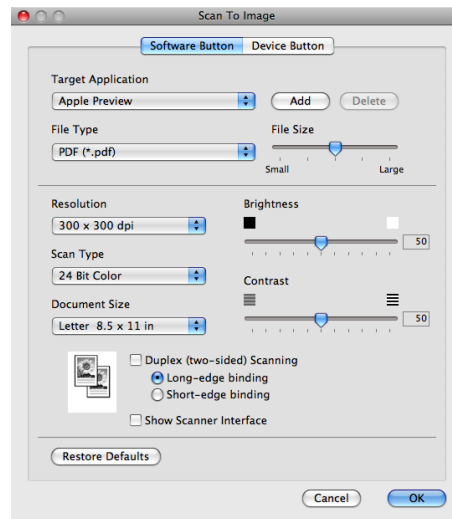 Scan To Image
Software Button Device Button
Target Application
Apple Preview Add Delete
File Type File Size
PDF (*.pdf)
Small Large
Resolution Brightness
300 x 300 dpi
50
Scan Type
24 Bit Color Contrast
Document Size
Letter 8.5 x 11 in 50
Duplex (two-sided) Scanning
Long-edge binding
Short-edge binding
Show Scanner Interface
Restore Defaults
Cancel OK